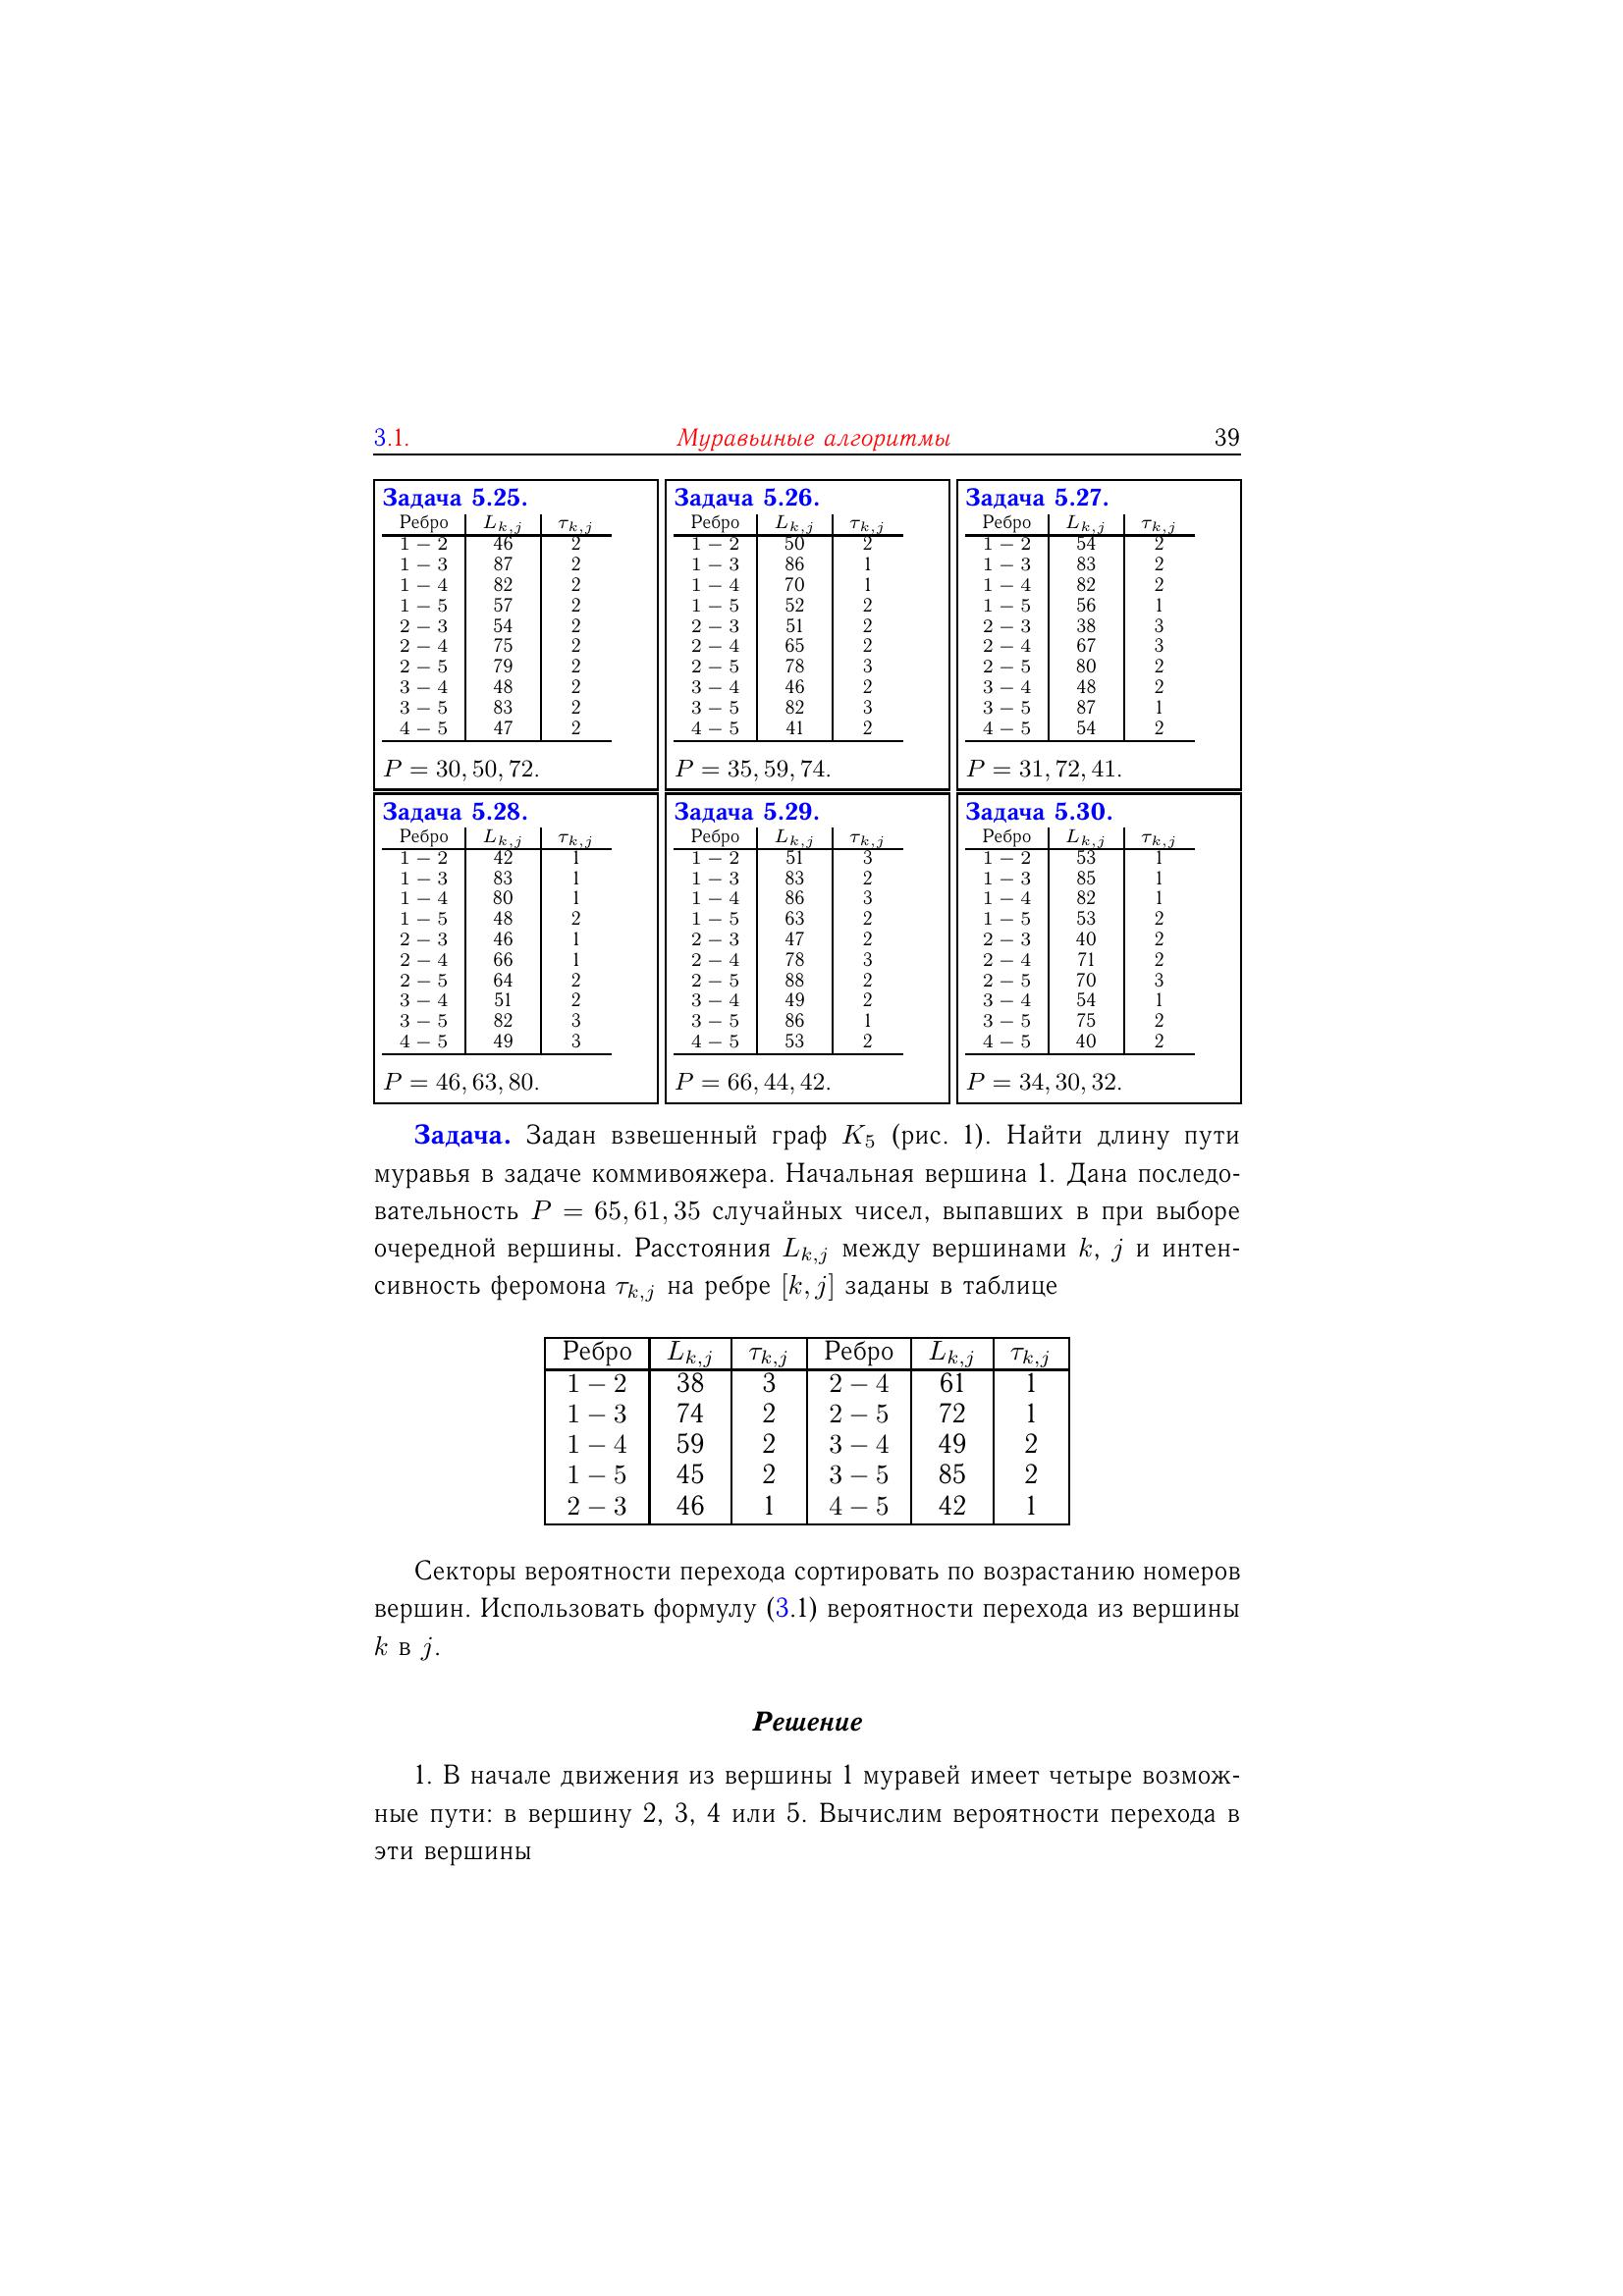 3.1. Муравьиные алгоритмы 39
Задача 5.25.
Ребро L_{k,j} τ_{k,j}
1 − 2 46 2
1 − 3 87 2
1 − 4 82 2
1 − 5 57 2
2 − 3 54 2
2 − 4 75 2
2 − 5 79 2
3 − 4 48 2
3 − 5 83 2
4 − 5 47 2
P = 30, 50, 72.
Задача 5.26.
Ребро L_{k,j} τ_{k,j}
1 − 2 50 2
1 − 3 86 1
1 − 4 70 1
1 − 5 52 2
2 − 3 51 2
2 − 4 65 2
2 − 5 78 3
3 − 4 46 2
3 − 5 82 3
4 − 5 41 2
P = 35, 59, 74.
Задача 5.27.
Ребро L_{k,j} τ_{k,j}
1 − 2 54 2
1 − 3 83 2
1 − 4 82 2
1 − 5 56 1
2 − 3 38 3
2 − 4 67 3
2 − 5 80 2
3 − 4 48 2
3 − 5 87 1
4 − 5 54 2
P = 31, 72, 41.
Задача 5.28.
Ребро L_{k,j} τ_{k,j}
1 − 2 42 1
1 − 3 83 1
1 − 4 80 1
1 − 5 48 2
2 − 3 46 1
2 − 4 66 1
2 − 5 64 2
3 − 4 51 2
3 − 5 82 3
4 − 5 49 3
P = 46, 63, 80.
Задача 5.29.
Ребро L_{k,j} τ_{k,j}
1 − 2 51 3
1 − 3 83 2
1 − 4 86 3
1 − 5 63 2
2 − 3 47 2
2 − 4 78 3
2 − 5 88 2
3 − 4 49 2
3 − 5 86 1
4 − 5 53 2
P = 66, 44, 42.
Задача 5.30.
Ребро L_{k,j} τ_{k,j}
1 − 2 53 1
1 − 3 85 1
1 − 4 82 1
1 − 5 53 2
2 − 3 40 2
2 − 4 71 2
2 − 5 70 3
3 − 4 54 1
3 − 5 75 2
4 − 5 40 2
P = 34, 30, 32.
Задача. Задан взвешенный граф K_5 (рис. 1). Найти длину пути
муравья в задаче коммивояжера. Начальная вершина 1. Дана последо-
вательность P = 65, 61, 35 случайных чисел, выпавших в при выборе
очередной вершины. Расстояния L_{k,j} между вершинами k, j и интен-
сивность феромона τ_{k,j} на ребре [k, j] заданы в таблице
Ребро L_{k,j} τ_{k,j} Ребро L_{k,j} τ_{k,j}
1 − 2 38 3 2 − 4 61 1
1 − 3 74 2 2 − 5 72 1
1 − 4 59 2 3 − 4 49 2
1 − 5 45 2 3 − 5 85 2
2 − 3 46 1 4 − 5 42 1
Секторы вероятности перехода сортировать по возрастанию номеров
вершин. Использовать формулу (3.1) вероятности перехода из вершины
k в j.
Решение
1. В начале движения из вершины 1 муравей имеет четыре возмож-
ные пути: в вершину 2, 3, 4 или 5. Вычислим вероятности перехода в
эти вершины